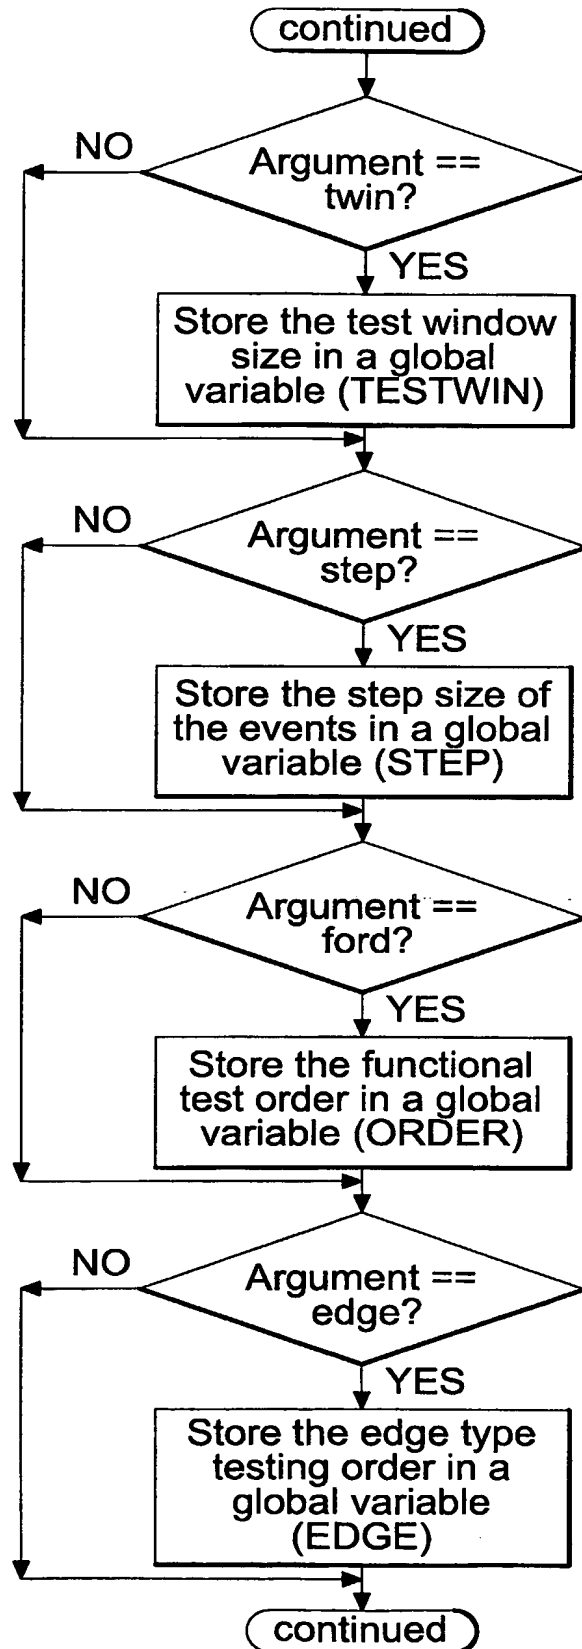 continued
NO
Argument ==
twin?
YES
Store the test window
size in a global
variable (TESTWIN)
NO
Argument ==
step?
YES
Store the step size of
the events in a global
variable (STEP)
NO
Argument ==
ford?
YES
Store the functional
test order in a global
variable (ORDER)
NO
Argument ==
edge?
YES
Store the edge type
testing order in a
global variable
(EDGE)
continued